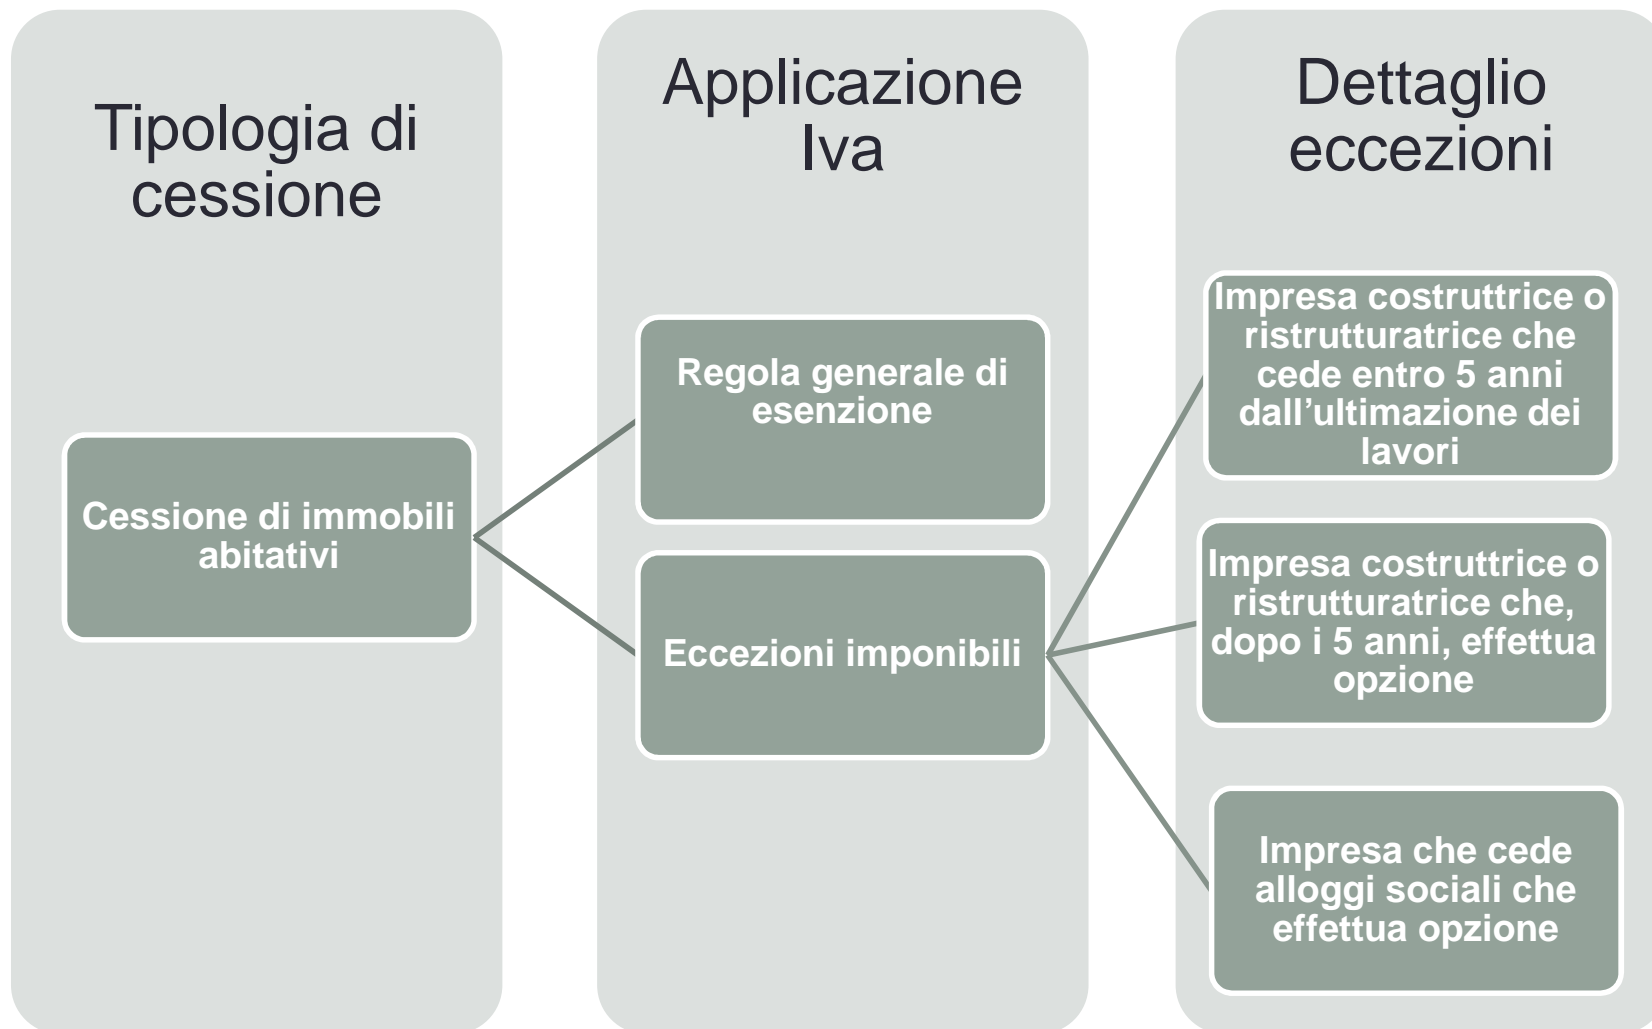 Tipologia di
cessione
Applicazione
Iva
Dettaglio
eccezioni
Cessione di immobili
abitativi
Regola generale di
esenzione
Eccezioni imponibili
Impresa costruttrice o
ristrutturatrice che
cede entro 5 anni
dall’ultimazione dei
lavori
Impresa costruttrice o
ristrutturatrice che,
dopo i 5 anni, effettua
opzione
Impresa che cede
alloggi sociali che
effettua opzione